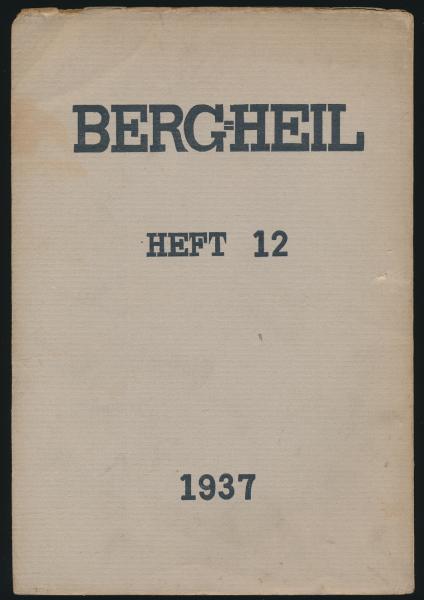 BERG=HEIL
HEFT 12
1937